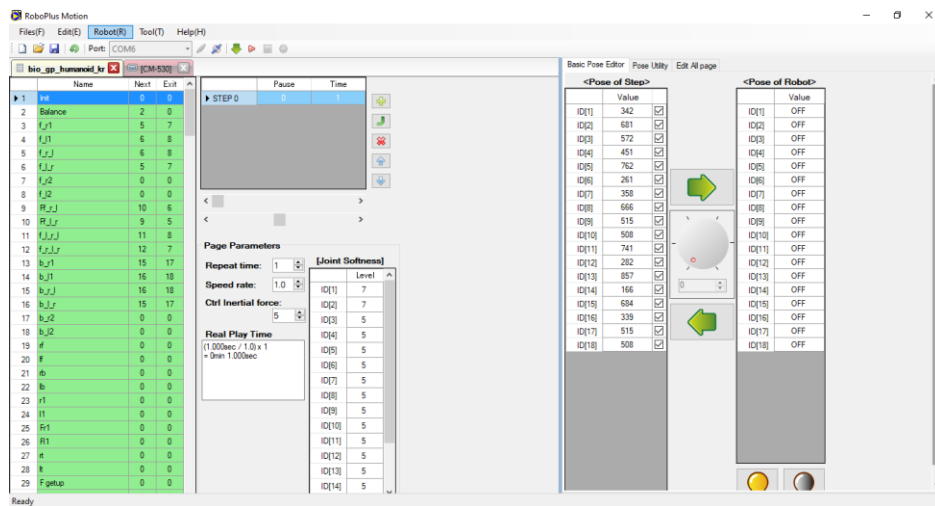 RoboPlus Motion
Files(F) Edit(E) Robot(R) Tool(T) Help(H)
Port: COM6
bio_gp_humanoid_kr [CM-530]
Name Next Exit
1 Init 0 0
2 Balance 2 0
3 f_r1 5 7
4 f_l1 6 8
5 f_r_l 6 8
6 f_l_r 5 7
7 f_r2 0 0
8 f_l2 0 0
9 Ff_r_l 10 6
10 Ff_l_r 9 5
11 f_l_r_l 11 8
12 f_r_l_r 12 7
13 b_r1 15 17
14 b_l1 16 18
15 b_r_l 16 18
16 b_l_r 15 17
17 b_r2 0 0
18 b_l2 0 0
19 rf 0 0
20 lf 0 0
21 rb 0 0
22 lb 0 0
23 r1 0 0
24 l1 0 0
25 Fr1 0 0
26 Fl1 0 0
27 rt 0 0
28 lt 0 0
29 F getup 0 0
Pause Time
STEP 0 0 1
Page Parameters
Repeat time: 1
Speed rate: 1.0
Ctrl Inertial force:
5
Real Play Time
(1.000sec / 1.0) x 1
= 0min 1.000sec
[Joint Softness]
Level
ID[1] 7
ID[2] 7
ID[3] 5
ID[4] 5
ID[5] 5
ID[6] 5
ID[7] 5
ID[8] 5
ID[9] 5
ID[10] 5
ID[11] 5
ID[12] 5
ID[13] 5
ID[14] 5
Basic Pose Editor Pose Utility Edit All page
<Pose of Step>
Value
ID[1] 342
ID[2] 681
ID[3] 572
ID[4] 451
ID[5] 762
ID[6] 261
ID[7] 358
ID[8] 666
ID[9] 515
ID[10] 508
ID[11] 741
ID[12] 282
ID[13] 857
ID[14] 166
ID[15] 684
ID[16] 339
ID[17] 515
ID[18] 508
0
<Pose of Robot>
Value
ID[1] OFF
ID[2] OFF
ID[3] OFF
ID[4] OFF
ID[5] OFF
ID[6] OFF
ID[7] OFF
ID[8] OFF
ID[9] OFF
ID[10] OFF
ID[11] OFF
ID[12] OFF
ID[13] OFF
ID[14] OFF
ID[15] OFF
ID[16] OFF
ID[17] OFF
ID[18] OFF
Ready